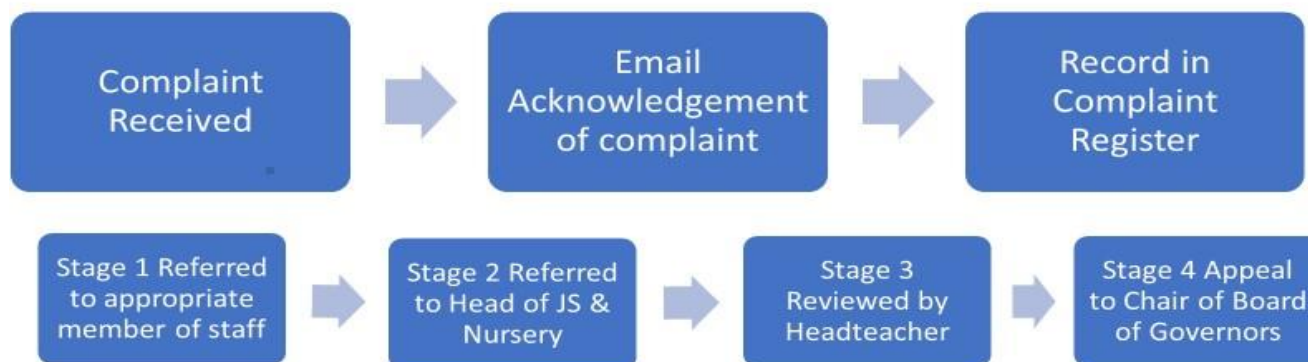 Complaint
Received
Email
Acknowledgement
of complaint
Record in
Complaint
Register
Stage 1 Referred
to appropriate
member of staff
Stage 2 Referred
to Head of JS &
Nursery
Stage 3
Reviewed by
Headteacher
Stage 4 Appeal
to Chair of Board
of Governors